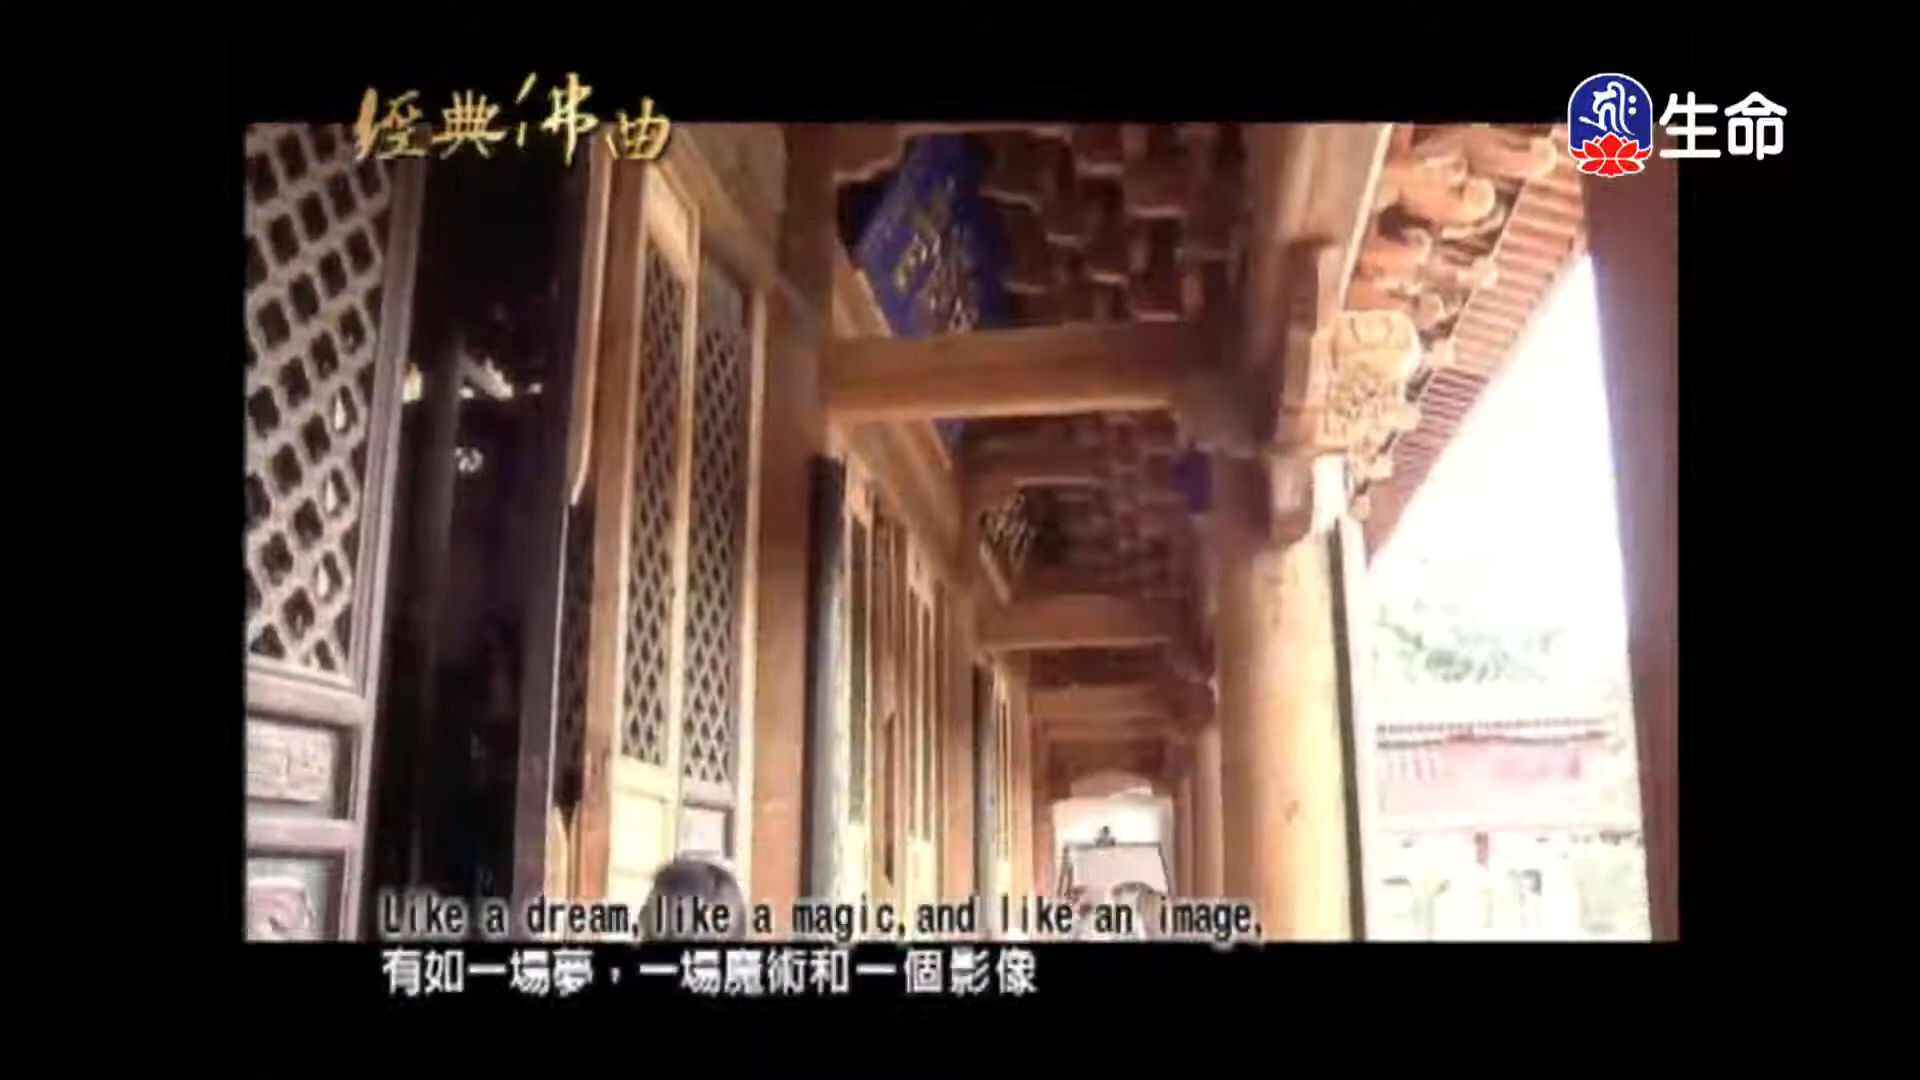 經典佛曲
生命
Like a dream,like a magic,and like an image,
有如一場夢，一場魔術和一個影像